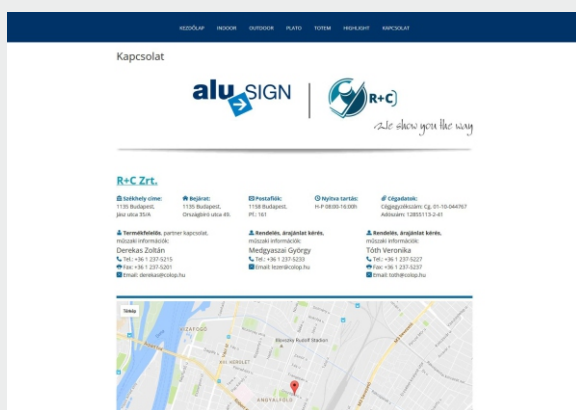 KEZDŐLAP INDOOR OUTDOOR PLATO TOTEM HIGHLIGHT KAPCSOLAT
Kapcsolat
alu SIGN R+C
We show you the way
R+C Zrt.
Székhely címe: Bejárat: Postafiók: Nyitva tartás: Cégadatok:
1135 Budapest, 1135 Budapest, 1158 Budapest, H-P 08:00-16:00h Cégjegyzékszám: Cg. 01-10-044767
Jász utca 35/A Országbíró utca 49. Pf.: 161 Adószám: 12855113-2-41
Termékfelelős, partner kapcsolat, Rendelés, árajánlat kérés, Rendelés, árajánlat kérés,
műszaki információk: műszaki információk: műszaki információk:
Derekas Zoltán Medgyaszai György Tóth Veronika
Tel.: +36 1 237-5215 Tel.: +36 1 237-5233 Tel.: +36 1 237-5227
Fax: +36 1 237-5201 Email: lezer@colop.hu Fax: +36 1 237-5237
Email: derekas@colop.hu Email: toth@colop.hu
Térkép
VIZAFOGÓ
Bozsky Rudolf Stadion
XIII. KERÜLET
ANGYALFÖLD